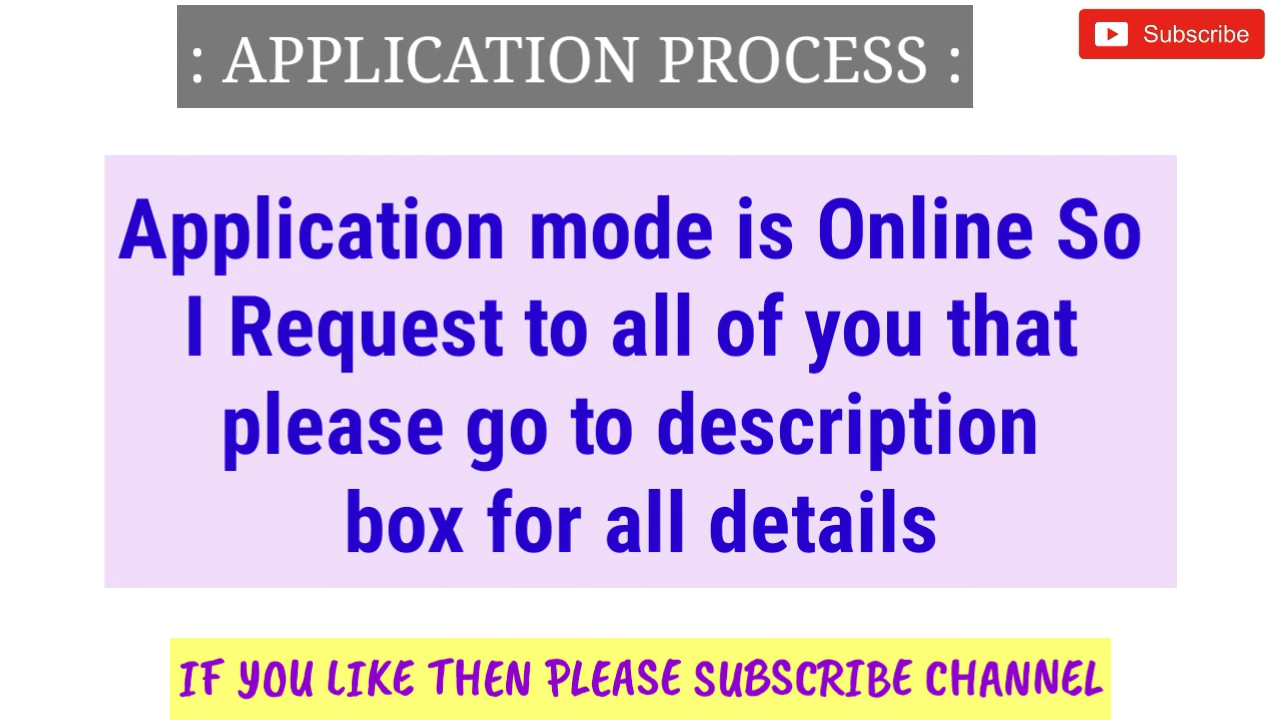 : APPLICATION PROCESS :
Subscribe
Application mode is Online So
I Request to all of you that
please go to description
box for all details
IF YOU LIKE THEN PLEASE SUBSCRIBE CHANNEL